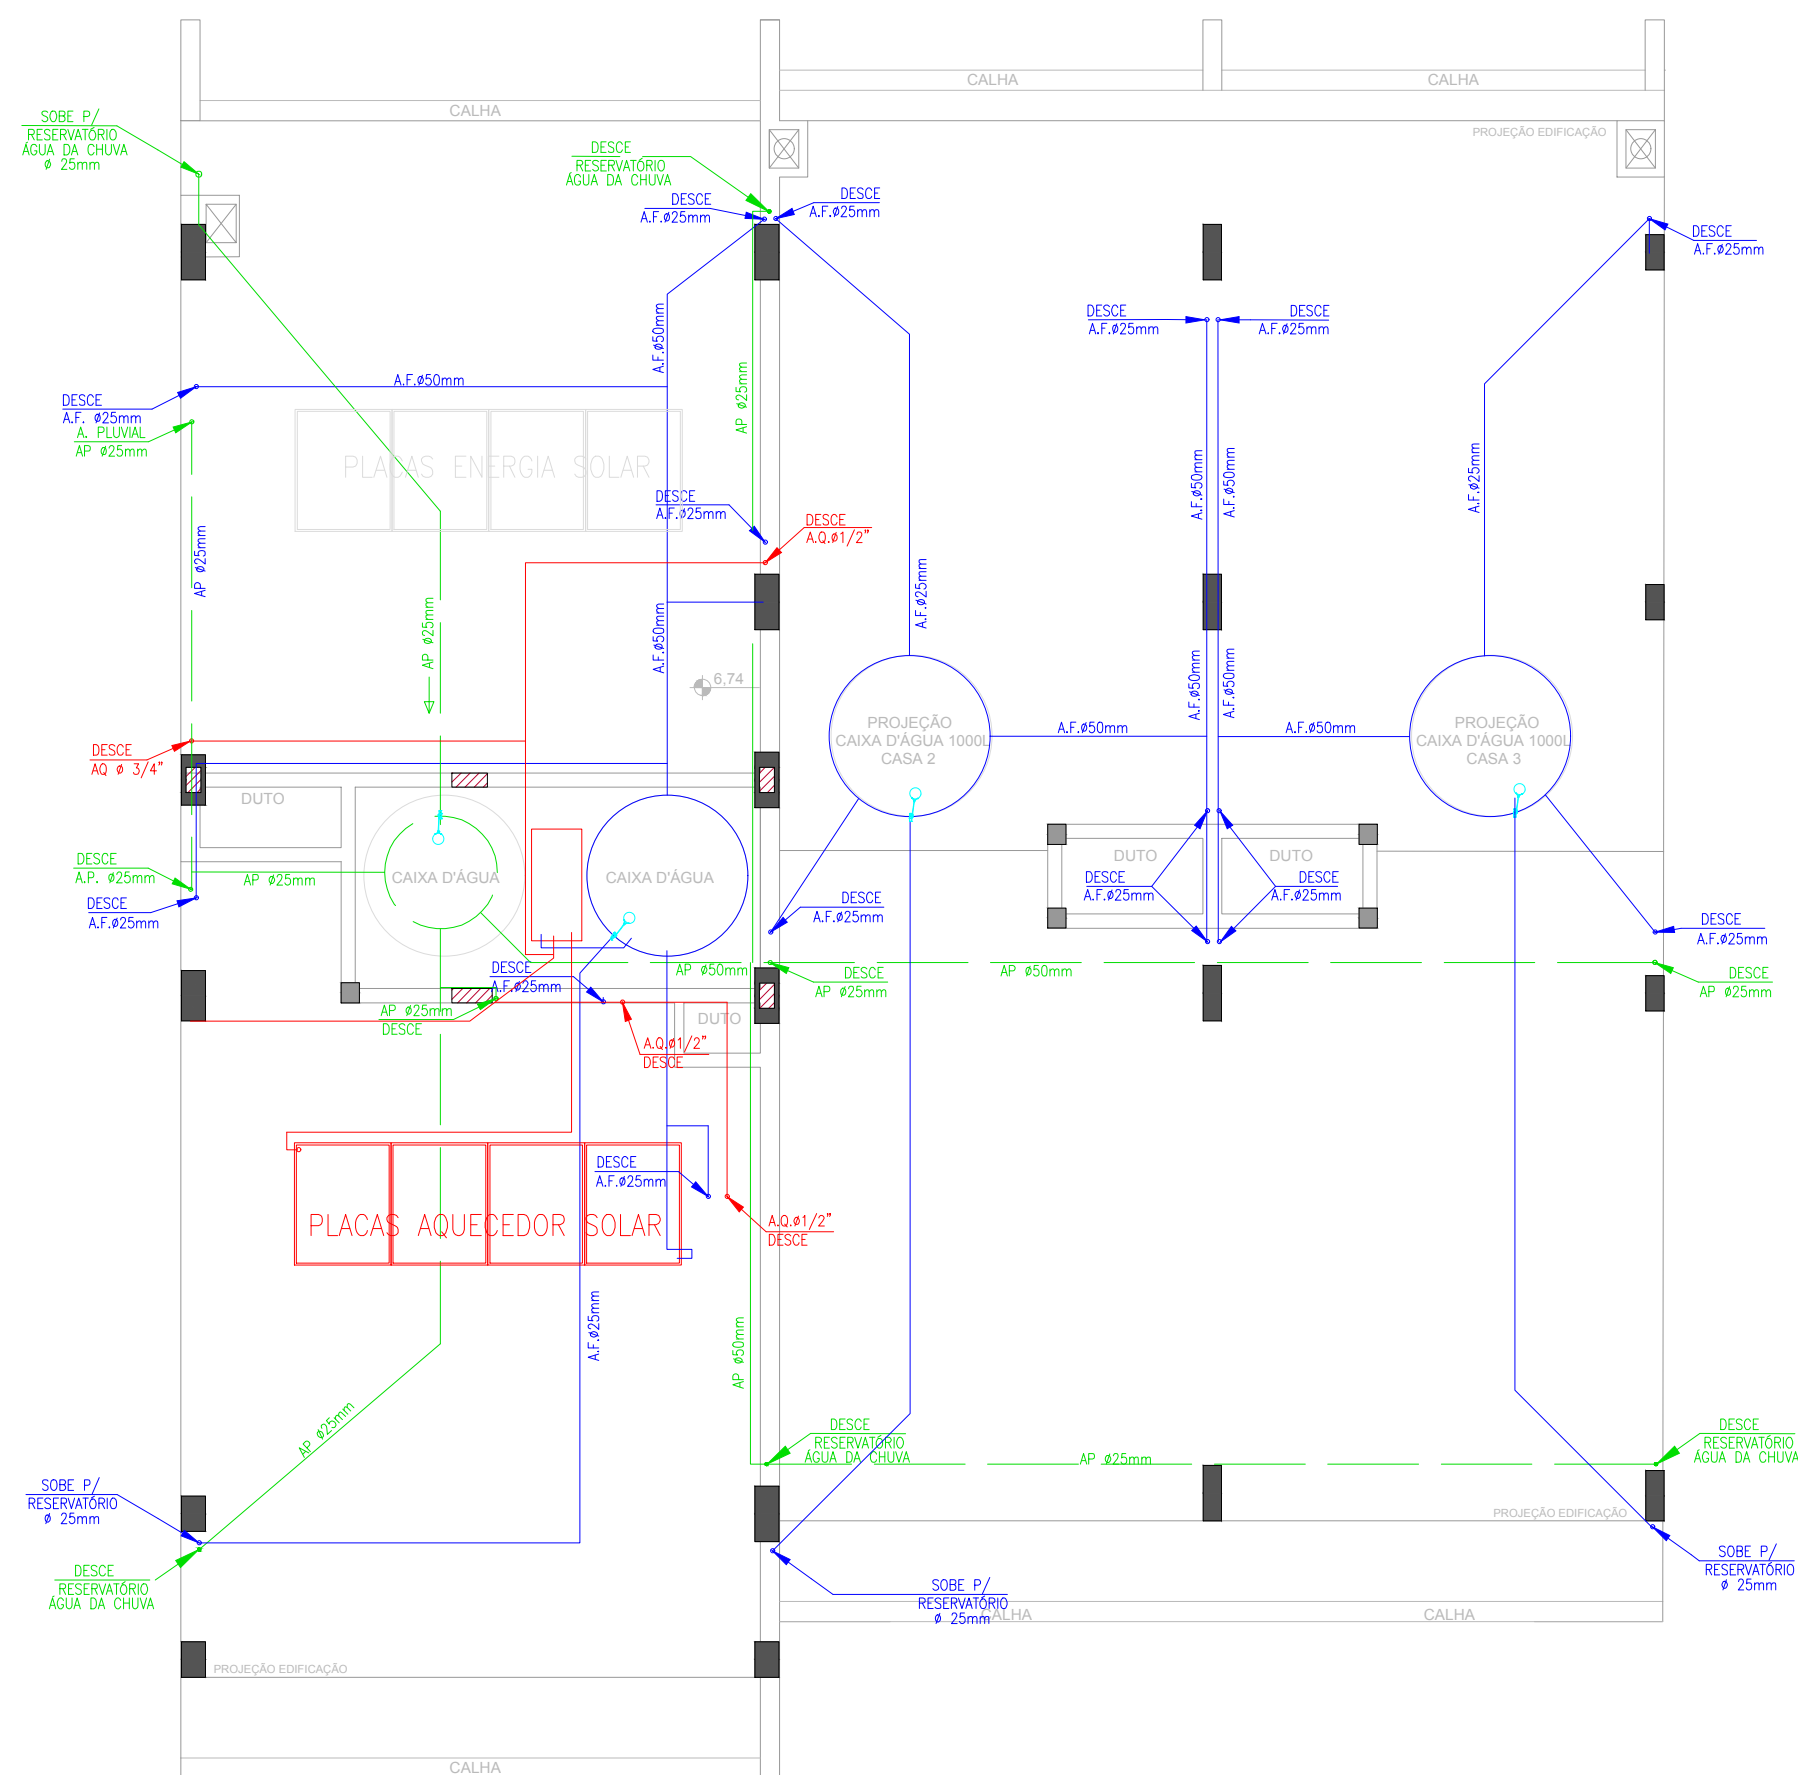 CALHA
CALHA
CALHA
SOBE P/
RESERVATÓRIO
ÁGUA DA CHUVA
ø 25mm
PROJEÇÃO EDIFICAÇÃO
DESCE
RESERVATÓRIO
ÁGUA DA CHUVA
DESCE
A.F.ø25mm
DESCE
A.F.ø25mm
DESCE
A.F.ø25mm
DESCE
A.F.ø25mm
DESCE
A.F.ø25mm
A.F.ø50mm
A.F.ø50mm
AP ø25mm
DESCE
A.F. ø25mm
A. PLUVIAL
AP ø25mm
PLACAS ENERGIA SOLAR
DESCE
A.F.ø25mm
DESCE
A.Q.ø1/2"
A.F.ø50mm
A.F.ø50mm
A.F.ø25mm
AP ø25mm
AP ø25mm
A.F.ø50mm
A.F.ø25mm
6,74
A.F.ø50mm
A.F.ø50mm
DESCE
AQ ø 3/4"
PROJEÇÃO
CAIXA D'ÁGUA 1000L
CASA 2
A.F.ø50mm
A.F.ø50mm
PROJEÇÃO
CAIXA D'ÁGUA 1000L
CASA 3
DUTO
DUTO
DUTO
DESCE
A.P. ø25mm
AP ø25mm
CAIXA D'ÁGUA
CAIXA D'ÁGUA
DESCE
A.F.ø25mm
DESCE
A.F.ø25mm
DESCE
A.F.ø25mm
DESCE
A.F.ø25mm
DESCE
A.F.ø25mm
DESCE
A.F.ø25mm
AP ø50mm
DESCE
AP ø25mm
AP ø50mm
DESCE
AP ø25mm
AP ø25mm
DESCE
DUTO
A.Q.ø1/2"
DESCE
DESCE
A.F.ø25mm
PLACAS AQUECEDOR SOLAR
A.Q.ø1/2"
DESCE
A.F.ø25mm
AP ø50mm
AP ø25mm
DESCE
RESERVATÓRIO
ÁGUA DA CHUVA
AP ø25mm
DESCE
RESERVATÓRIO
ÁGUA DA CHUVA
SOBE P/
RESERVATÓRIO
ø 25mm
PROJEÇÃO EDIFICAÇÃO
DESCE
RESERVATÓRIO
ÁGUA DA CHUVA
SOBE P/
RESERVATÓRIO
ø 25mm
SOBE P/
RESERVATÓRIO
ø 25mm
CALHA
CALHA
PROJEÇÃO EDIFICAÇÃO
CALHA